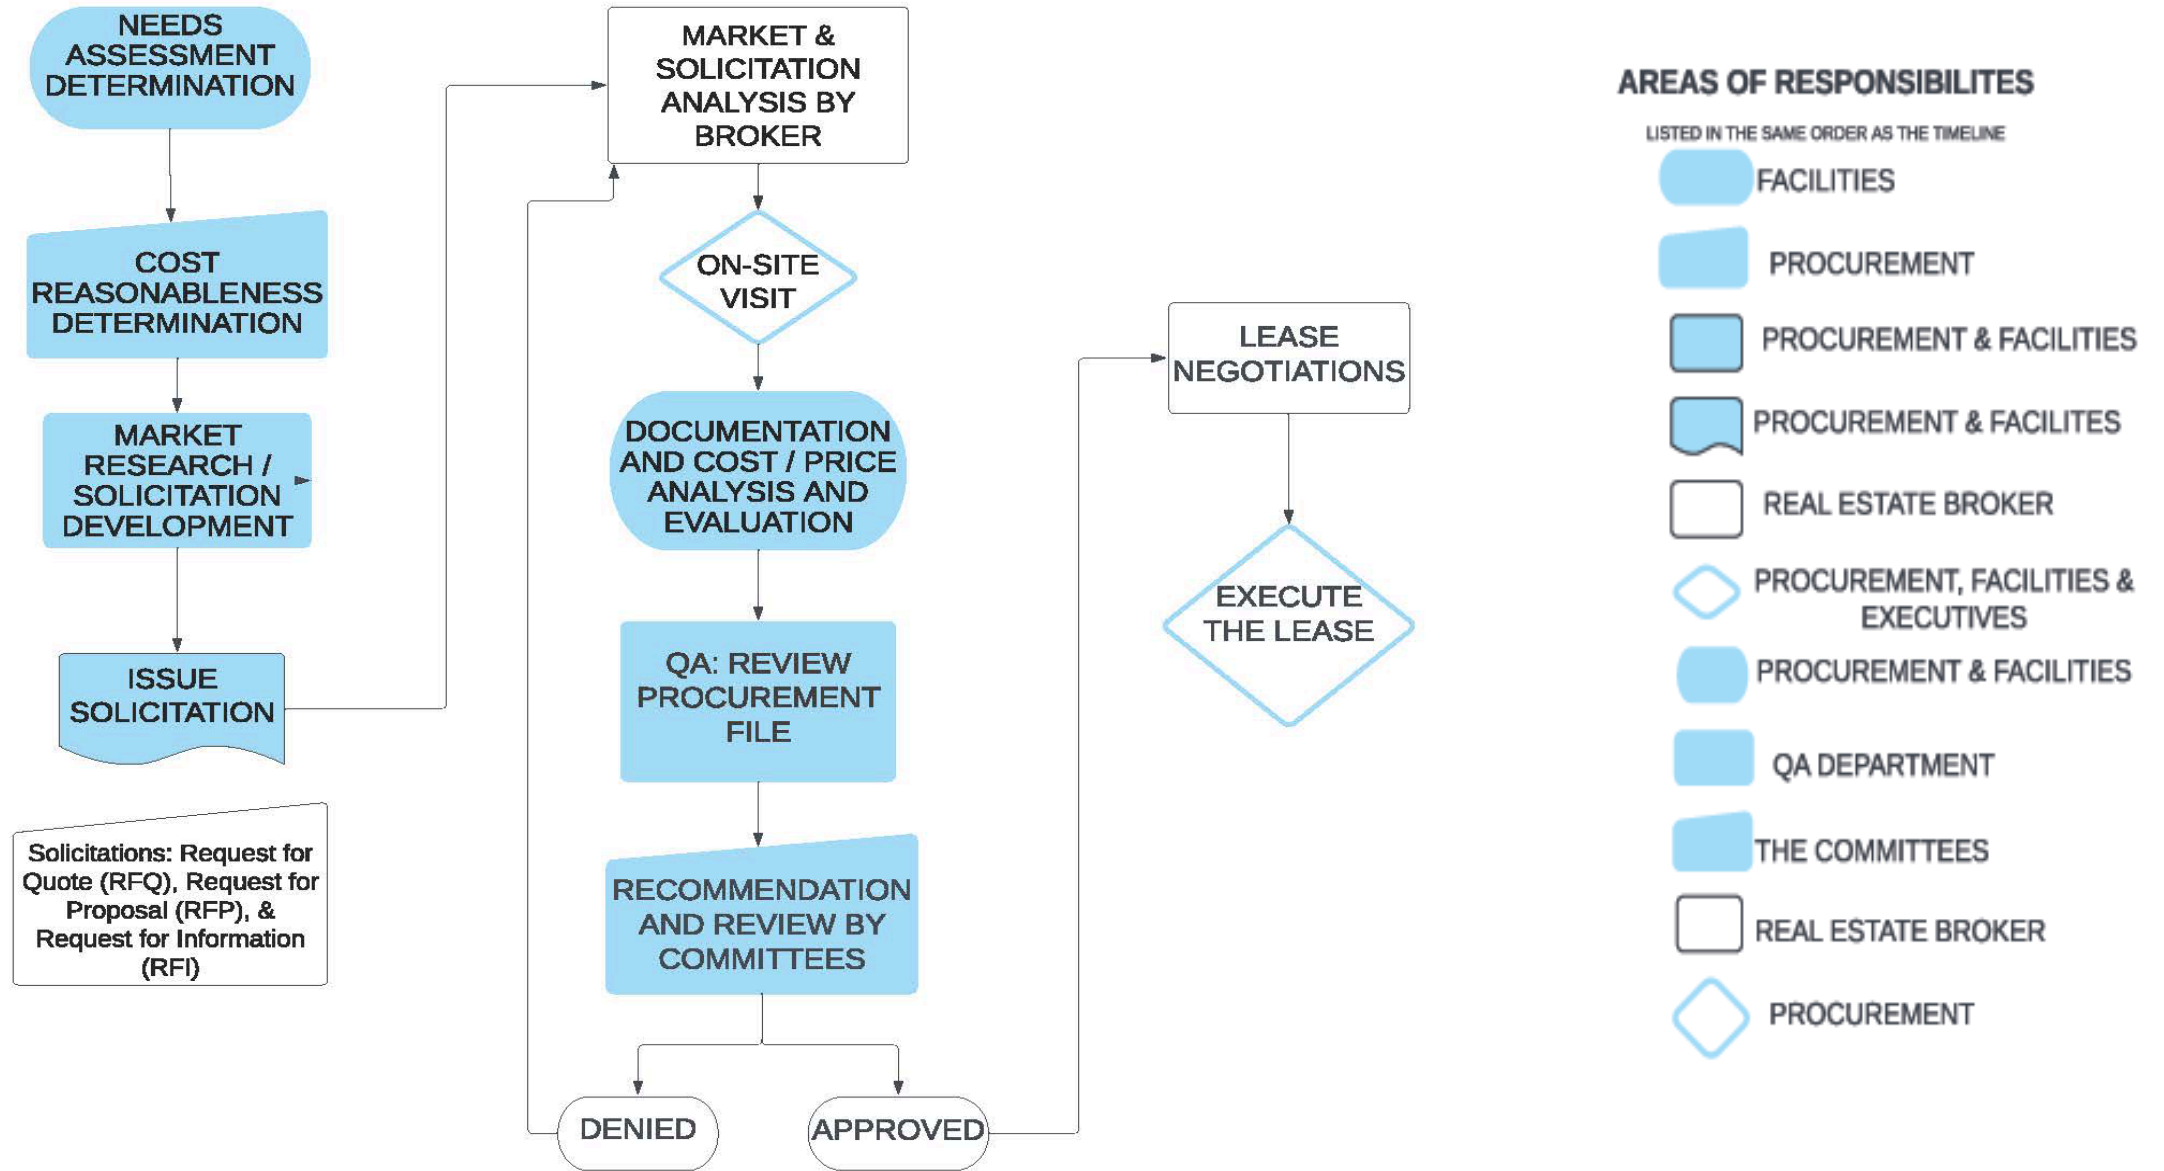 NEEDS
ASSESSMENT
DETERMINATION
COST
REASONABLENESS
DETERMINATION
MARKET
RESEARCH /
SOLICITATION
DEVELOPMENT
ISSUE
SOLICITATION
Solicitations: Request for
Quote (RFQ), Request for
Proposal (RFP), &
Request for Information
(RFI)
MARKET &
SOLICITATION
ANALYSIS BY
BROKER
ON-SITE
VISIT
DOCUMENTATION
AND COST / PRICE
ANALYSIS AND
EVALUATION
QA: REVIEW
PROCUREMENT
FILE
RECOMMENDATION
AND REVIEW BY
COMMITTEES
DENIED
APPROVED
LEASE
NEGOTIATIONS
EXECUTE
THE LEASE
AREAS OF RESPONSIBILITES
LISTED IN THE SAME ORDER AS THE TIMELINE
FACILITIES
PROCUREMENT
PROCUREMENT & FACILITIES
PROCUREMENT & FACILITES
REAL ESTATE BROKER
PROCUREMENT, FACILITIES &
EXECUTIVES
PROCUREMENT & FACILITIES
QA DEPARTMENT
THE COMMITTEES
REAL ESTATE BROKER
PROCUREMENT